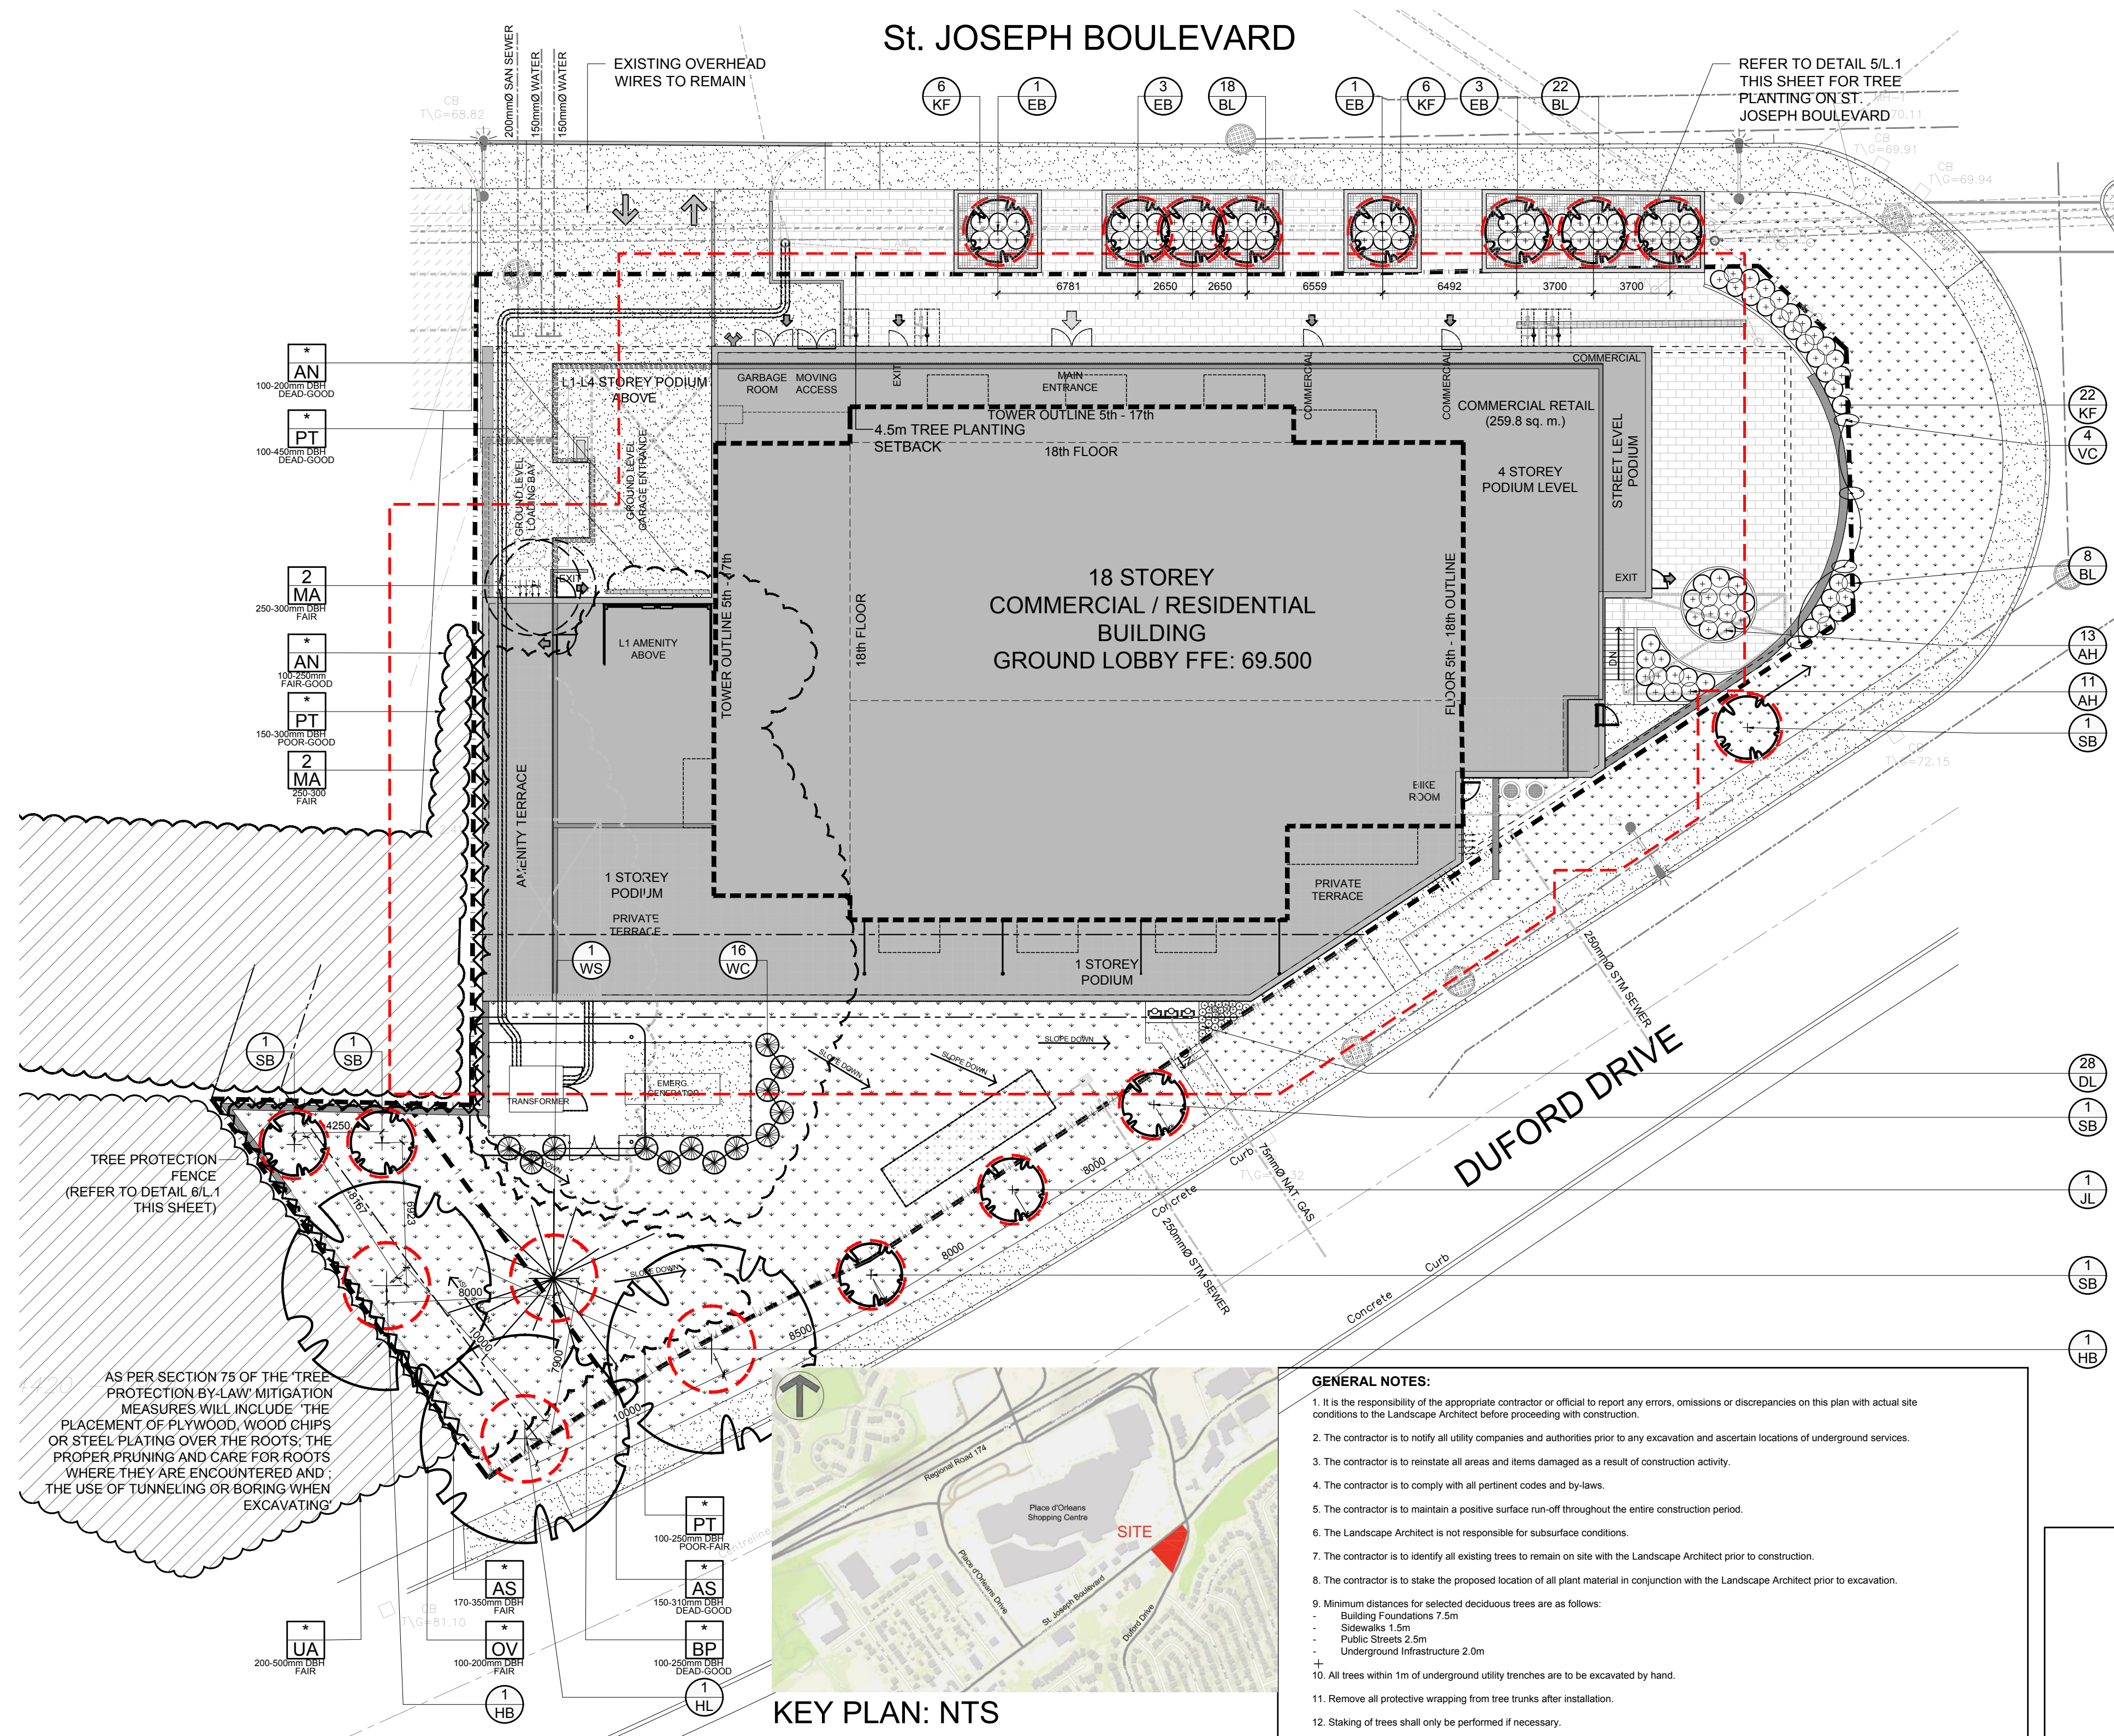 St. JOSEPH BOULEVARD
200mmØ SAN SEWER
150mmØ WATER
150mmØ WATER
EXISTING OVERHEAD
WIRES TO REMAIN
REFER TO DETAIL 5/L.1
THIS SHEET FOR TREE
PLANTING ON ST.
JOSEPH BOULEVARD
CB
T\G=68.82
6
KF
1
EB
3
EB
18
BL
1
EB
6
KF
3
EB
22
BL
MH-1
70.11
CB
T\G=69.91
CB
T\G=69.94
6781
2650
2650
6559
6492
3700
3700
*
AN
100-200mm DBH
DEAD-GOOD
*
PT
100-450mm DBH
DEAD-GOOD
2
MA
250-300mm DBH
FAIR
*
AN
100-250mm
FAIR-GOOD
*
PT
150-300mm DBH
POOR-GOOD
2
MA
250-300
FAIR
L1-L4 STOREY PODIUM
ABOVE
GARBAGE
ROOM
MOVING
ACCESS
EXIT
MAIN
ENTRANCE
COMMERCIAL
COMMERCIAL
COMMERCIAL
TOWER OUTLINE 5th - 17th
4.5m TREE PLANTING
SETBACK
18th FLOOR
COMMERCIAL RETAIL
(259.8 sq. m.)
4 STOREY
PODIUM LEVEL
STREET LEVEL
PODIUM
GROUND LEVEL
LOADING BAY
GROUND LEVEL
GARAGE ENTRANCE
EXIT
EXIT
L1 AMENITY
ABOVE
TOWER OUTLINE 5th - 17th
18th FLOOR
18 STOREY
COMMERCIAL / RESIDENTIAL
BUILDING
GROUND LOBBY FFE: 69.500
FLOOR 5th - 18th OUTLINE
DN
BIKE
ROOM
AMENITY TERRACE
1 STOREY
PODIUM
PRIVATE
TERRACE
PRIVATE
TERRACE
1 STOREY
PODIUM
22
KF
4
VC
8
BL
13
AH
11
AH
1
SB
CB
T\G=72.15
28
DL
1
SB
1
JL
1
SB
1
HB
1
WS
16
WC
1
SB
1
SB
TRANSFORMER
EMERG.
GENERATOR
SLOPE DOWN
SLOPE DOWN
SLOPE DOWN
SLOPE DOWN
250mmØ STM SEWER
DUFORD DRIVE
4250
18167
6923
8000
10000
7900
10000
8500
8000
8000
Curb
Concrete
75mmØ NAT. GAS
250mmØ STM SEWER
Curb
Concrete
TREE PROTECTION
FENCE
(REFER TO DETAIL 6/L.1
THIS SHEET)
AS PER SECTION 75 OF THE 'TREE
PROTECTION BY-LAW' MITIGATION
MEASURES WILL INCLUDE 'THE
PLACEMENT OF PLYWOOD, WOOD CHIPS
OR STEEL PLATING OVER THE ROOTS; THE
PROPER PRUNING AND CARE FOR ROOTS
WHERE THEY ARE ENCOUNTERED AND ;
THE USE OF TUNNELING OR BORING WHEN
EXCAVATING'
4420
Centreline
CB
T\G=81.10
*
PT
100-250mm DBH
POOR-FAIR
*
AS
170-350mm DBH
FAIR
*
AS
150-310mm DBH
DEAD-GOOD
*
UA
200-500mm DBH
FAIR
*
OV
100-200mm DBH
FAIR
*
BP
100-250mm DBH
DEAD-GOOD
1
HB
1
HL
Regional Road 174
Place d'Orleans
Shopping Centre
SITE
Place d'Orleans Drive
St. Joseph Boulevard
Duford Drive
KEY PLAN: NTS
GENERAL NOTES:
1. It is the responsibility of the appropriate contractor or official to report any errors, omissions or discrepancies on this plan with actual site
conditions to the Landscape Architect before proceeding with construction.
2. The contractor is to notify all utility companies and authorities prior to any excavation and ascertain locations of underground services.
3. The contractor is to reinstate all areas and items damaged as a result of construction activity.
4. The contractor is to comply with all pertinent codes and by-laws.
5. The contractor is to maintain a positive surface run-off throughout the entire construction period.
6. The Landscape Architect is not responsible for subsurface conditions.
7. The contractor is to identify all existing trees to remain on site with the Landscape Architect prior to construction.
8. The contractor is to stake the proposed location of all plant material in conjunction with the Landscape Architect prior to excavation.
9. Minimum distances for selected deciduous trees are as follows:
- Building Foundations 7.5m
- Sidewalks 1.5m
- Public Streets 2.5m
- Underground Infrastructure 2.0m
10. All trees within 1m of underground utility trenches are to be excavated by hand.
11. Remove all protective wrapping from tree trunks after installation.
12. Staking of trees shall only be performed if necessary.